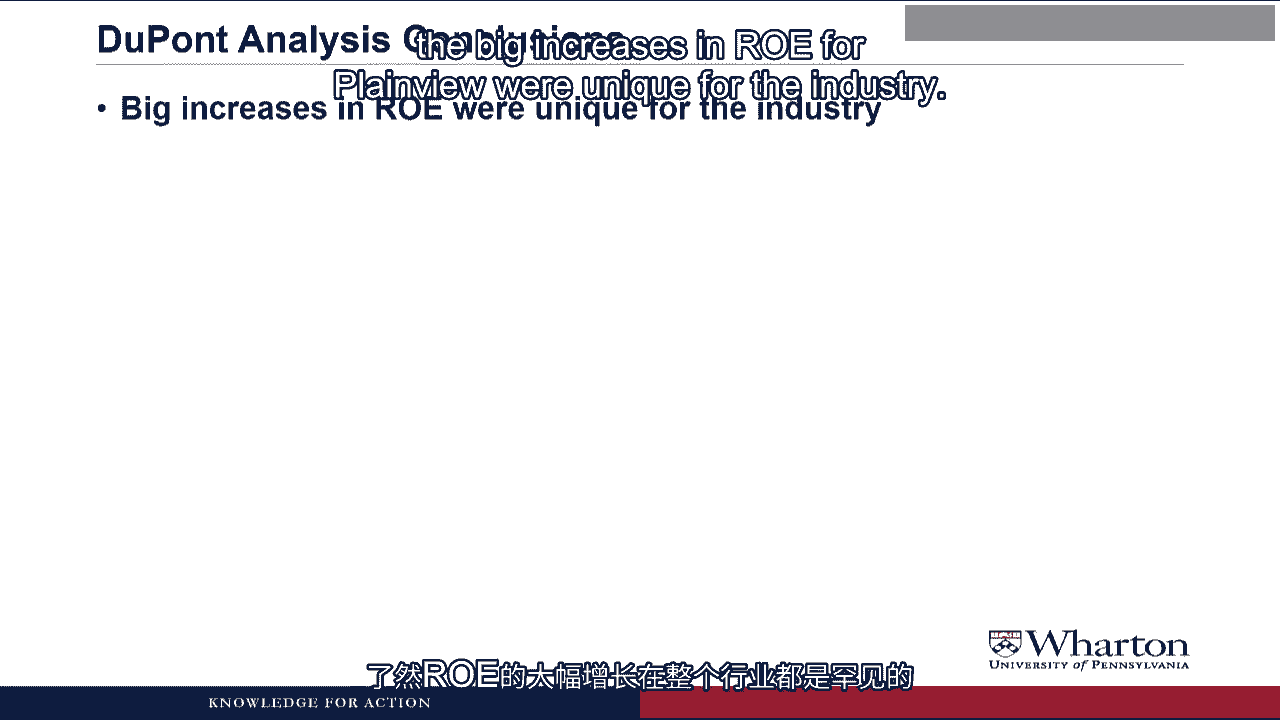 DuPont Analysis Conclusions
the big increases in ROE for
Plainview were unique for the industry.
• Big increases in ROE were unique for the industry
Wharton
UNIVERSITY of PENNSYLVANIA
了然ROE的大幅增长在整个行业都是罕见的
KNOWLEDGE FOR ACTION